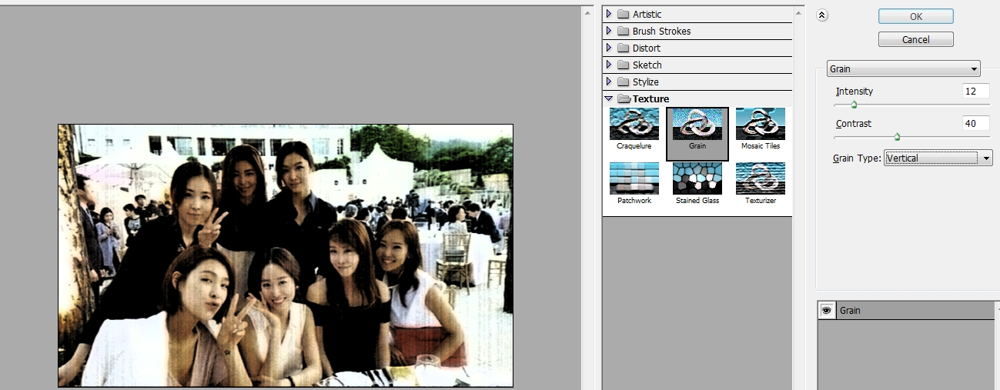 Artistic
Brush Strokes
Distort
Sketch
Stylize
Texture
Craquelure
Grain
Mosaic Tiles
Patchwork
Stained Glass
Texturizer
OK
Cancel
Grain
Intensity 12
Contrast 40
Grain Type: Vertical
Grain